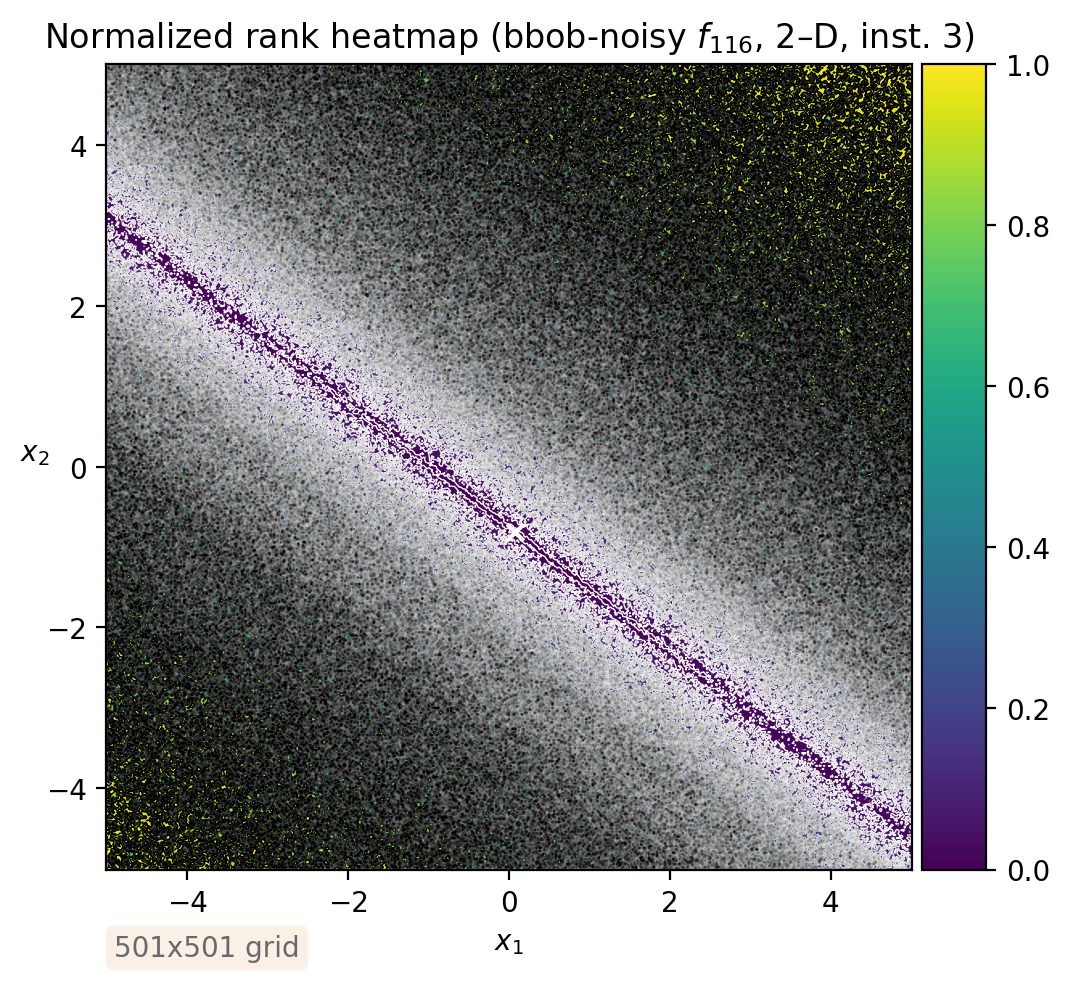 Normalized rank heatmap (bbob-noisy f₁₁₆, 2–D, inst. 3)
1.0
4
0.8
2
0.6
x₂
0
0.4
−2
0.2
−4
0.0
−4 −2 0 2 4
501x501 grid
x₁